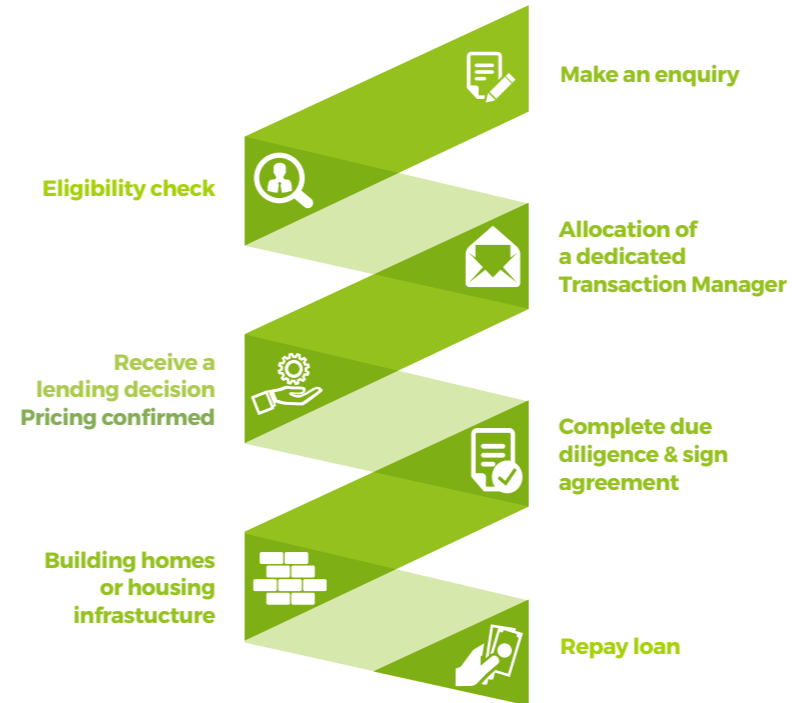 Make an enquiry
Eligibility check
Allocation of
a dedicated
Transaction Manager
Receive a
lending decision
Pricing confirmed
Complete due
diligence & sign
agreement
Building homes
or housing
infrastucture
Repay loan